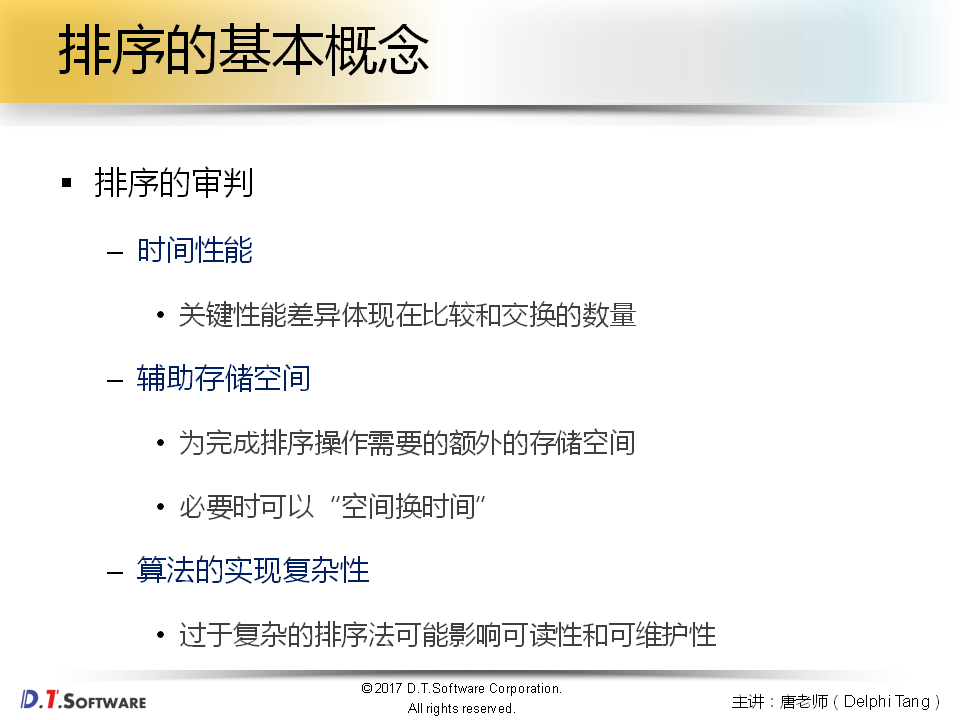 排序的基本概念
▪ 排序的审判
– 时间性能
• 关键性能差异体现在比较和交换的数量
– 辅助存储空间
• 为完成排序操作需要的额外的存储空间
• 必要时可以“空间换时间”
– 算法的实现复杂性
• 过于复杂的排序法可能影响可读性和可维护性
D.T.SOFTWARE
©2017 D.T.Software Corporation.
All rights reserved.
主讲：唐老师（Delphi Tang）